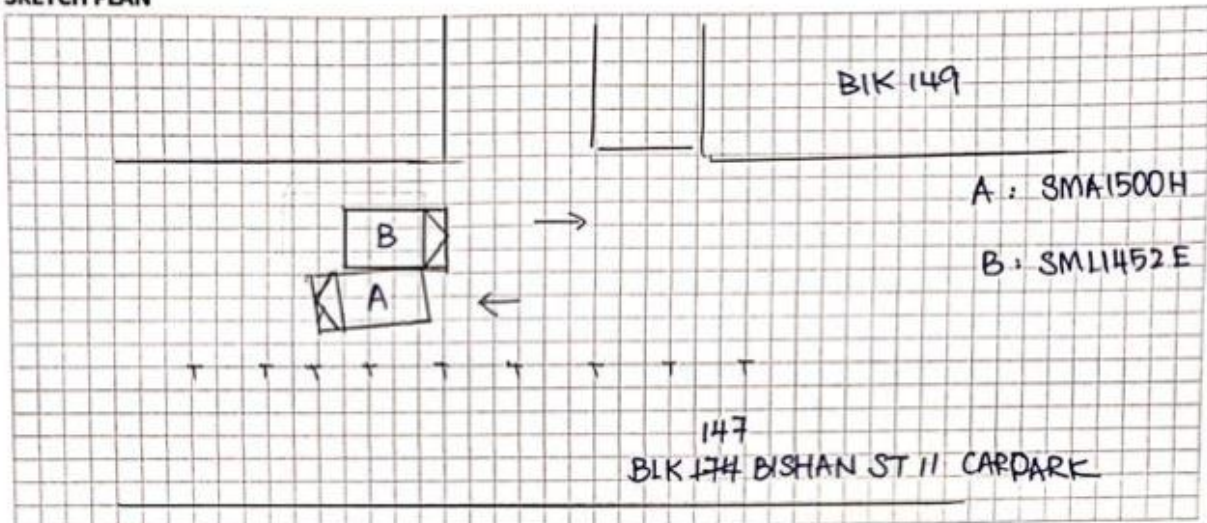 SKETCH PLAN
BLK 149
A : SMA1500H
B : SML1452E
B
A
T T T T T T T T T
147
BLK 174 BISHAN ST 11 CARPARK